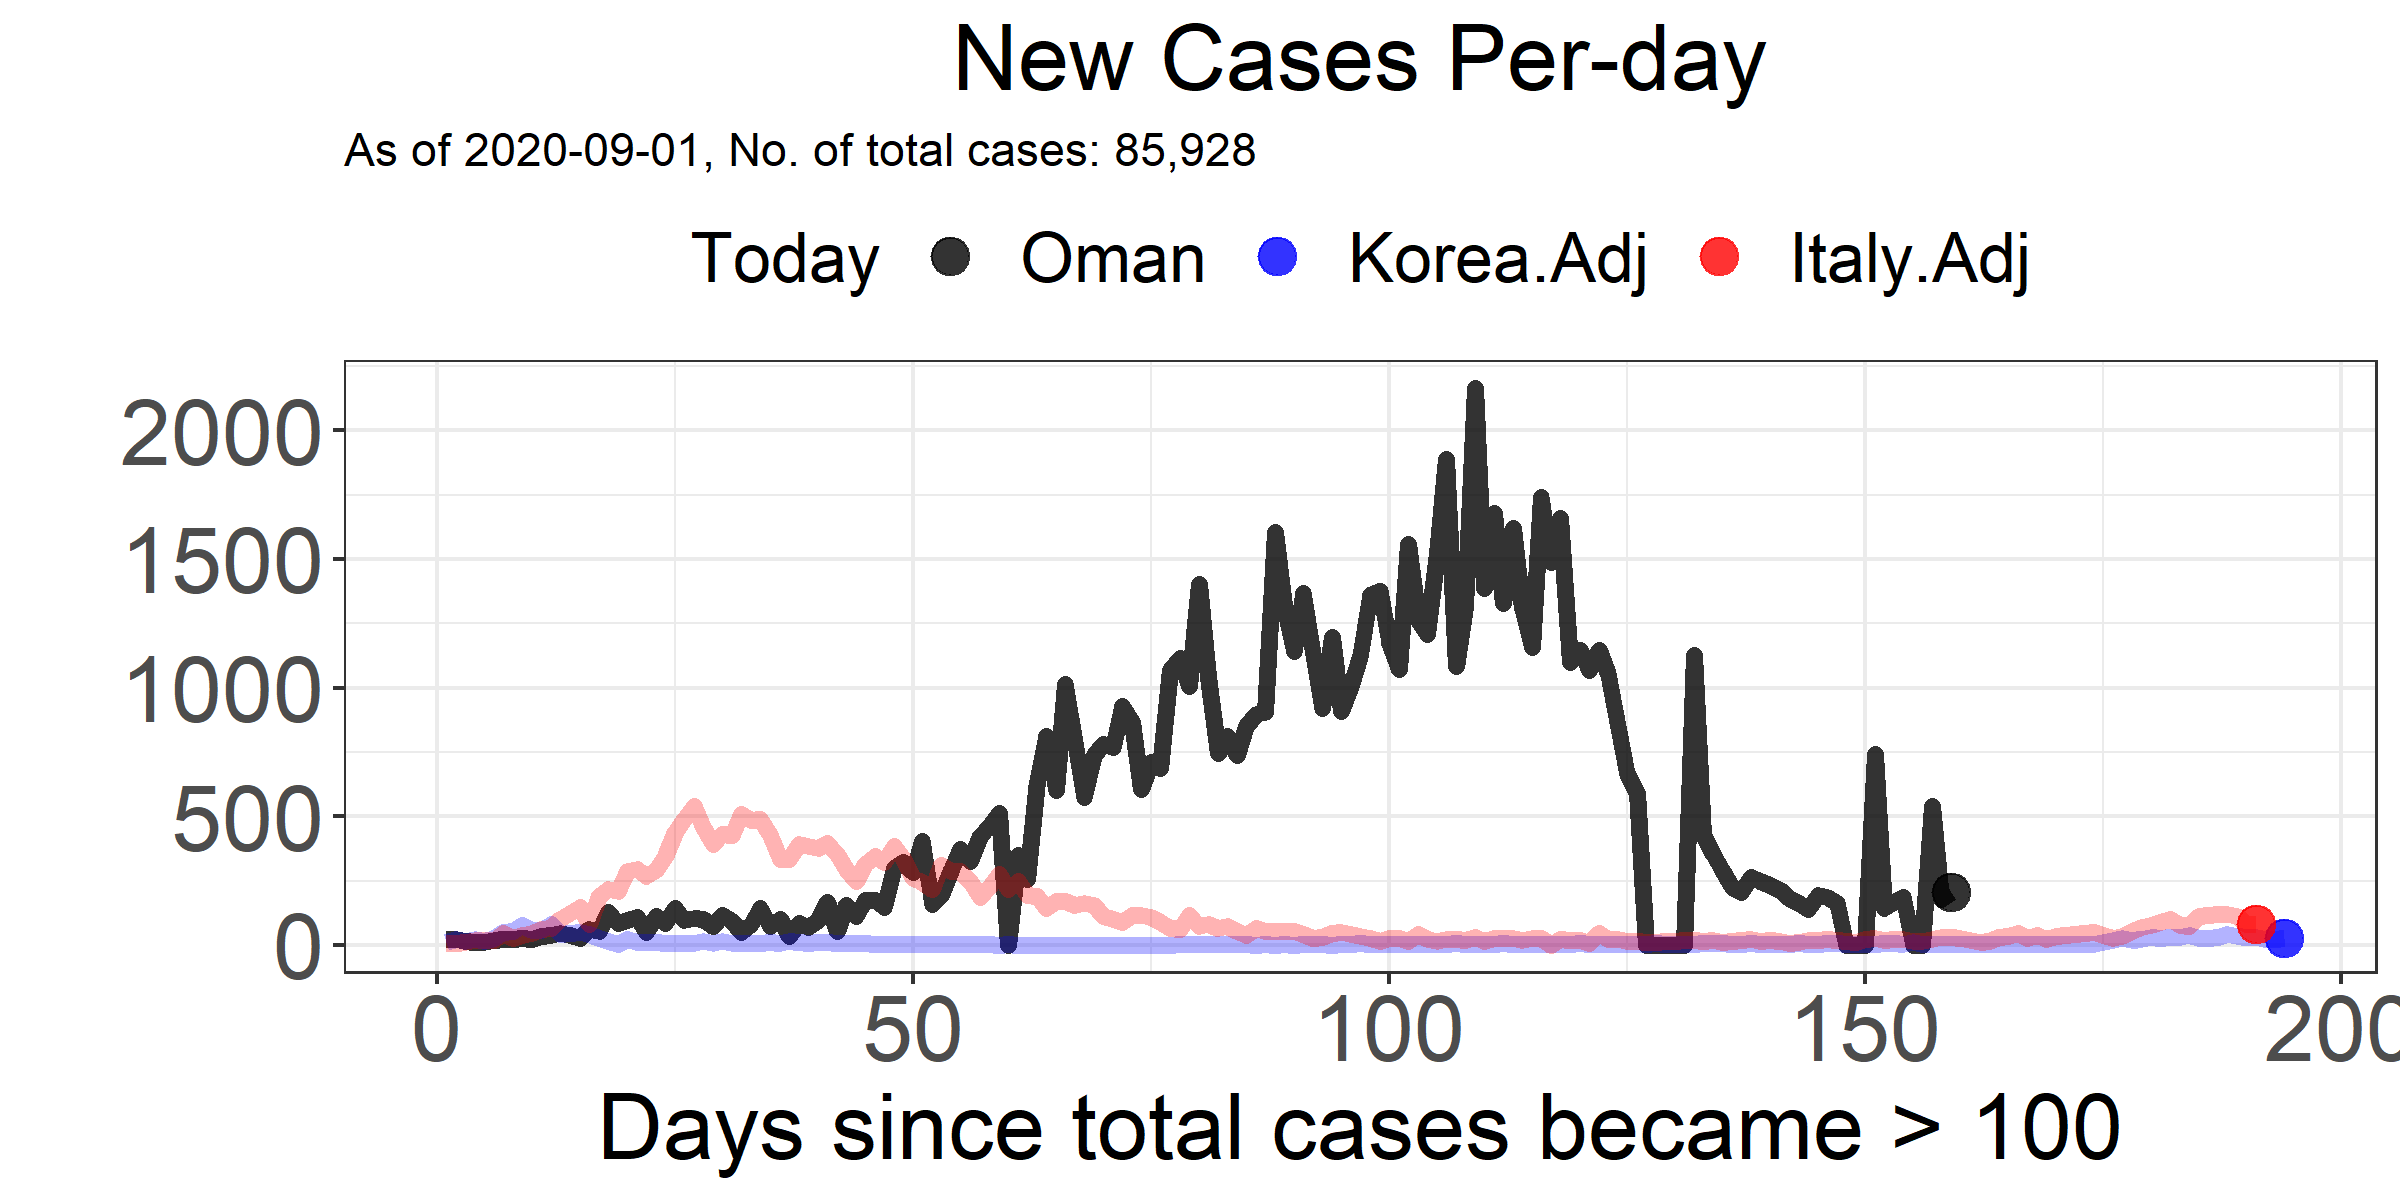 New Cases Per-day
As of 2020-09-01, No. of total cases: 85,928
Today Oman Korea.Adj Italy.Adj
2000
1500
1000
500
0
0 50 100 150 200
Days since total cases became > 100